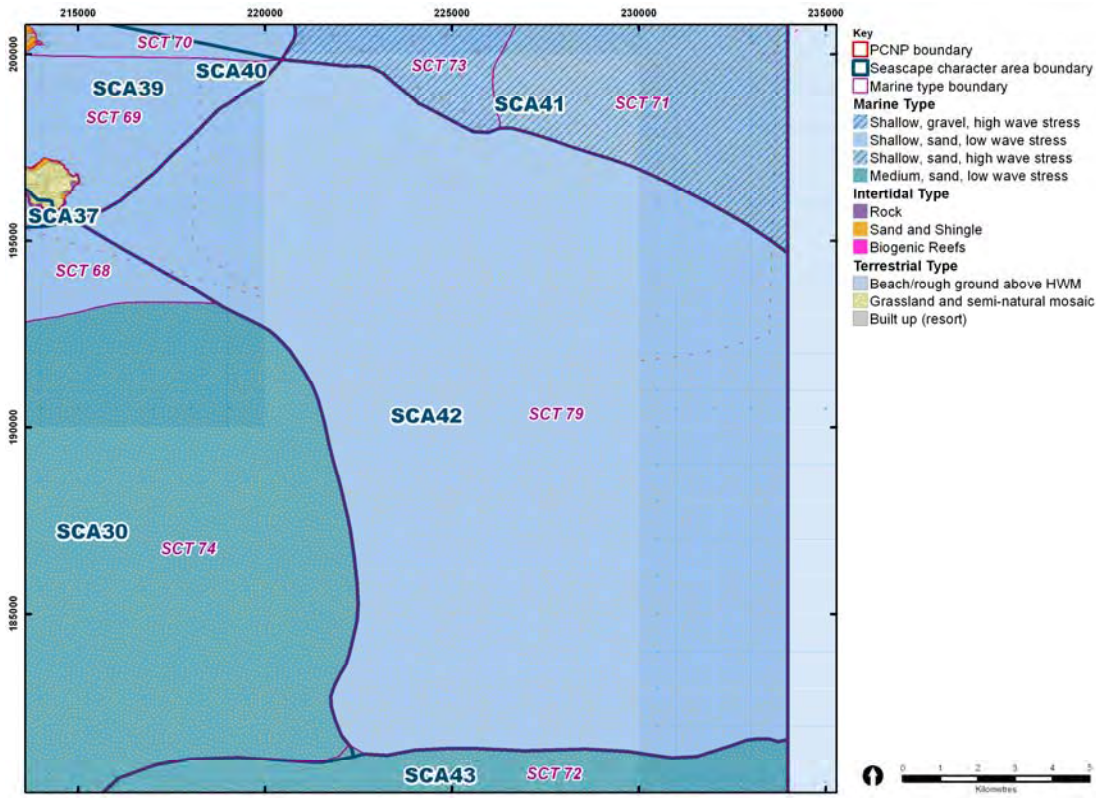 215000
220000
225000
230000
235000
200000
195000
190000
185000
SCT 70
SCA40
SCT 73
SCA39
SCA41
SCT 71
SCT 69
SCA37
SCT 68
SCA42
SCT 79
SCA30
SCT 74
SCA43
SCT 72
Key
PCNP boundary
Seascape character area boundary
Marine type boundary
Marine Type
Shallow, gravel, high wave stress
Shallow, sand, low wave stress
Shallow, sand, high wave stress
Medium, sand, low wave stress
Intertidal Type
Rock
Sand and Shingle
Biogenic Reefs
Terrestrial Type
Beach/rough ground above HWM
Grassland and semi-natural mosaic
Built up (resort)
0 1 2 3 4 5
Kilometres